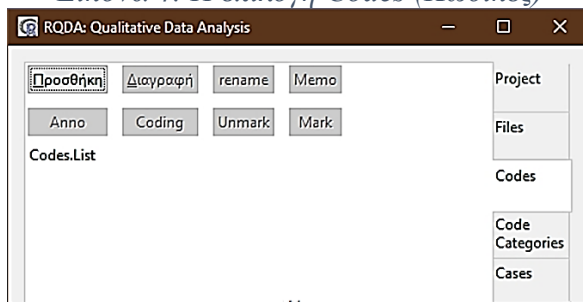 RQDA: Qualitative Data Analysis
Προσθήκη Διαγραφή rename Memo
Anno Coding Unmark Mark
Codes.List
Project
Files
Codes
Code
Categories
Cases